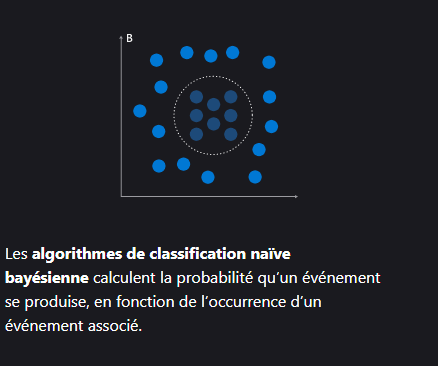 B
Les algorithmes de classification naïve
bayésienne calculent la probabilité qu’un événement
se produise, en fonction de l’occurrence d’un
événement associé.